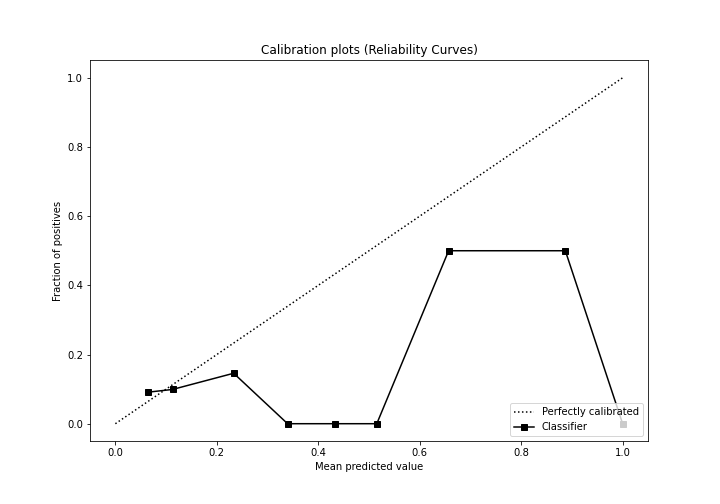 Calibration plots (Reliability Curves)
1.0
0.8
0.6
0.4
0.2
0.0
Fraction of positives
0.0 0.2 0.4 0.6 0.8 1.0
Mean predicted value
Perfectly calibrated
Classifier